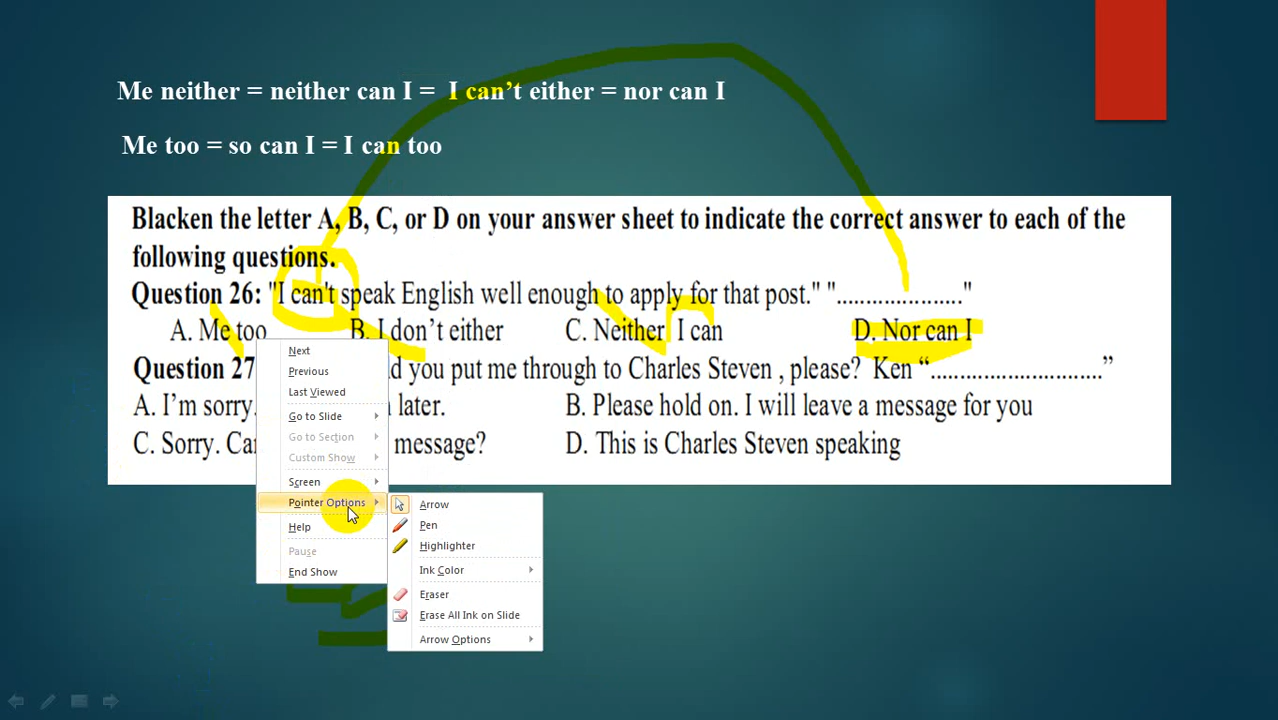 Me neither = neither can I = I can't either = nor can I
Me too = so can I = I can too
Blacken the letter A, B, C, or D on your answer sheet to indicate the correct answer to each of the
following questions.
Question 26: "I can't speak English well enough to apply for that post." "....................."
A. Me too B. I don't either C. Neither I can D. Nor can I
Question 27 d you put me through to Charles Steven , please? Ken “............................”
A. I'm sorry. later. B. Please hold on. I will leave a message for you
C. Sorry. message? D. This is Charles Steven speaking
Next
Previous
Last Viewed
Go to Slide
Go to Section
Custom Show
Screen
Pointer Options
Help
Pause
End Show
Arrow
Pen
Highlighter
Ink Color
Eraser
Erase All Ink on Slide
Arrow Options